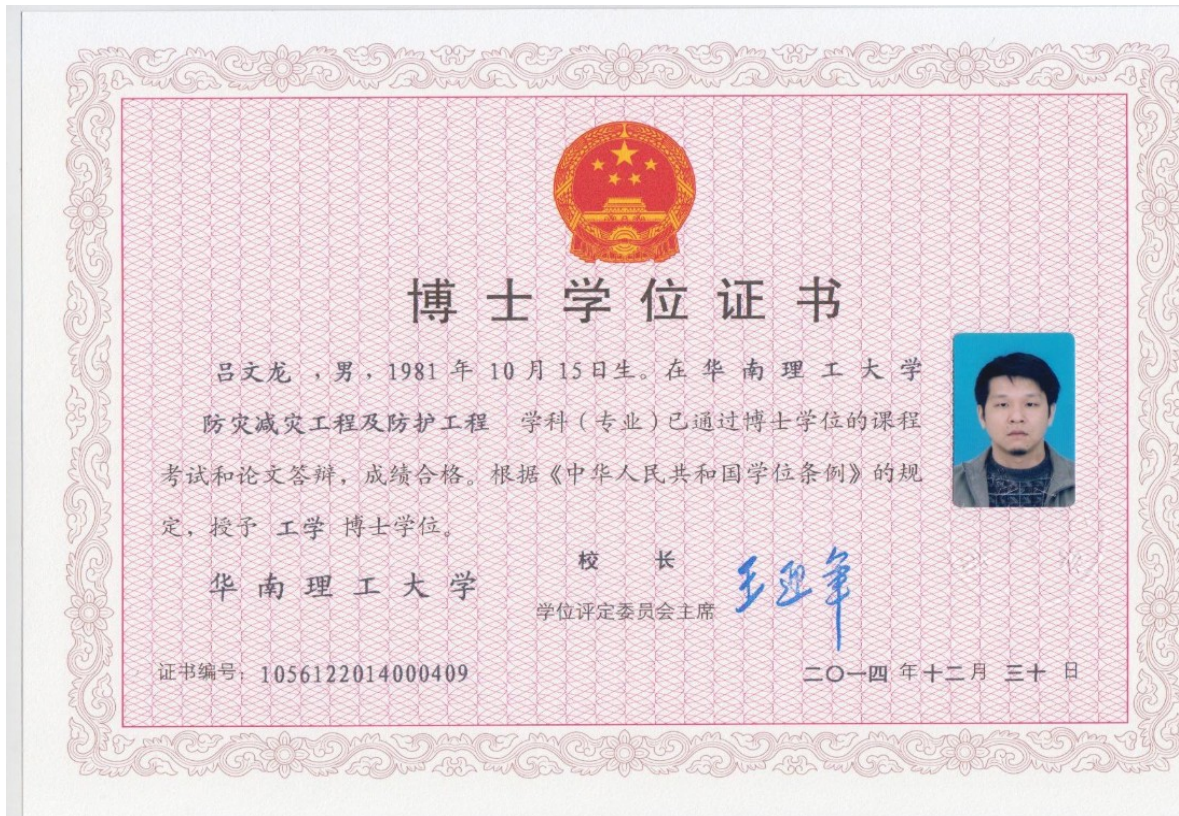 博士学位证书
吕文龙 ，男，1981 年 10 月 15日生。在 华 南 理 工 大 学
防灾减灾工程及防护工程 学科（专业）已通过博士学位的课程
考试和论文答辩，成绩合格。根据《中华人民共和国学位条例》的规
定，授予 工学 博士学位。
校 长
华 南 理 工 大 学
学位评定委员会主席
证书编号：1056122014000409
二〇一四 年 十二 月 三十 日